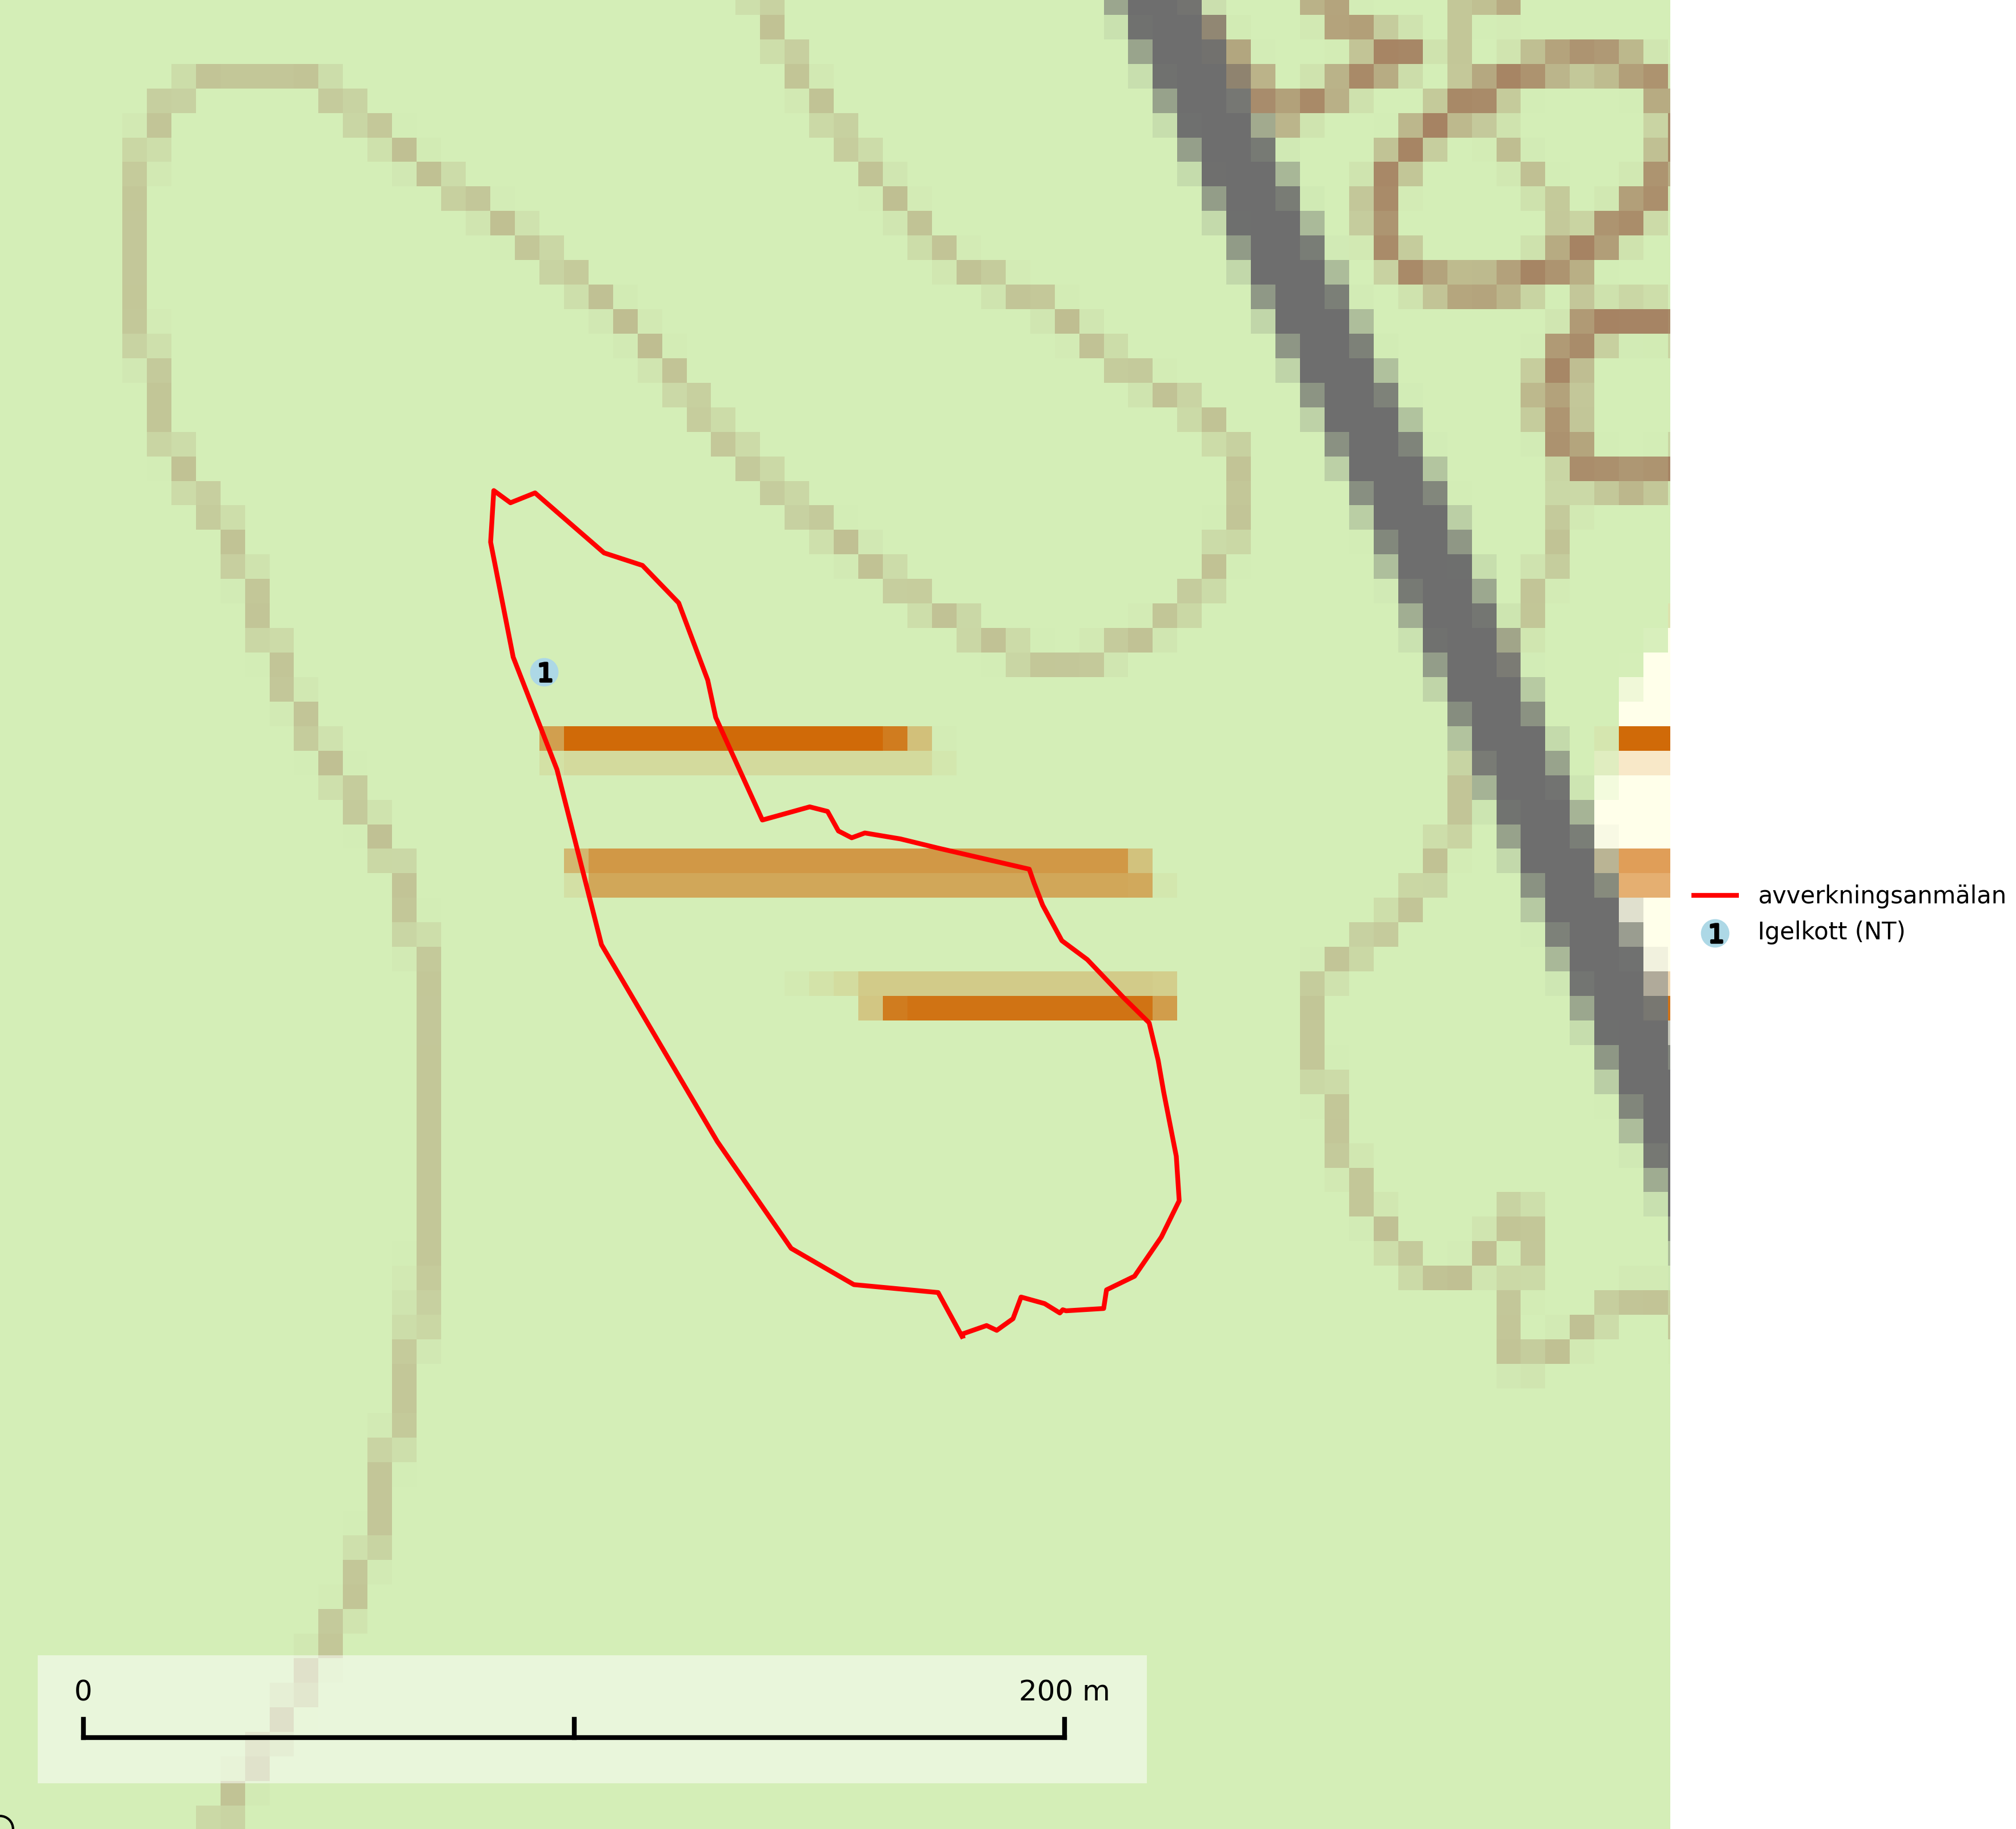 1
avverkningsanmälan
1 Igelkott (NT)
0 200 m